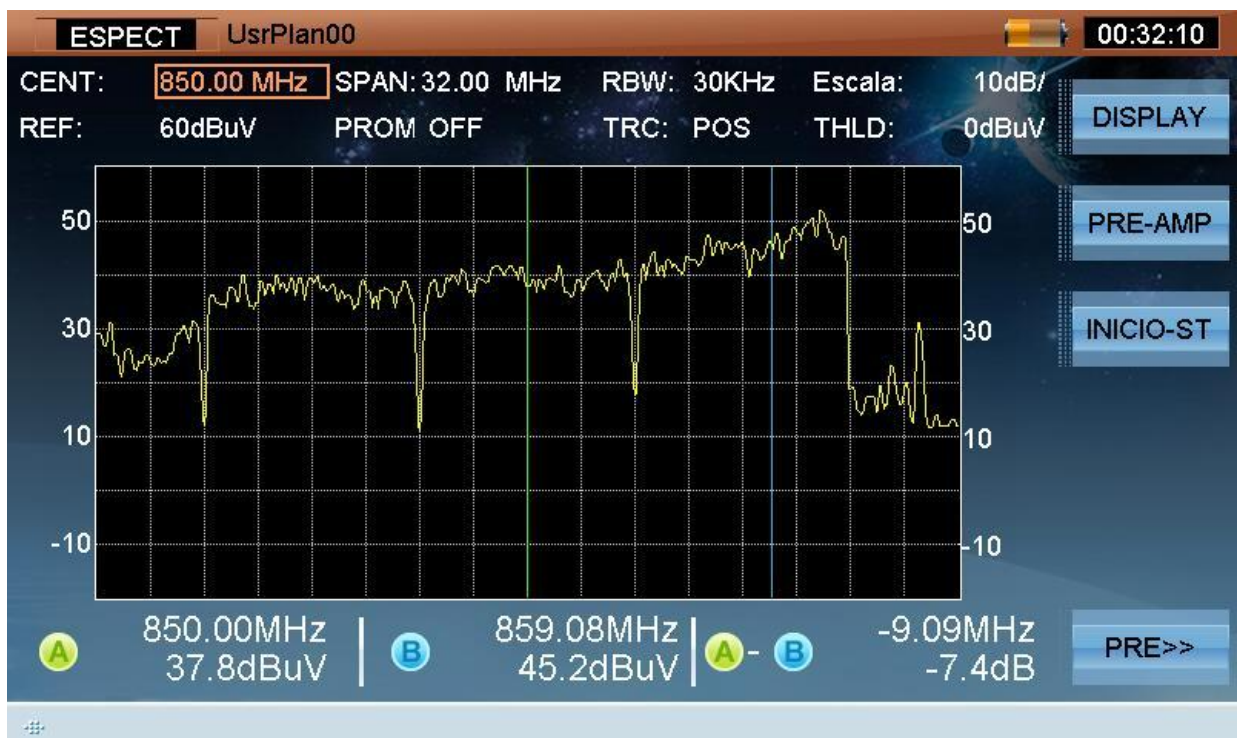 ESPECT UsrPlan00 00:32:10
CENT: 850.00 MHz SPAN: 32.00 MHz RBW: 30KHz Escala: 10dB/
REF: 60dBuV PROM OFF TRC: POS THLD: 0dBuV
DISPLAY
50 50
PRE-AMP
30 30
INICIO-ST
10 10
-10 -10
A 850.00MHz B 859.08MHz A - B -9.09MHz
37.8dBuV 45.2dBuV -7.4dB
PRE>>